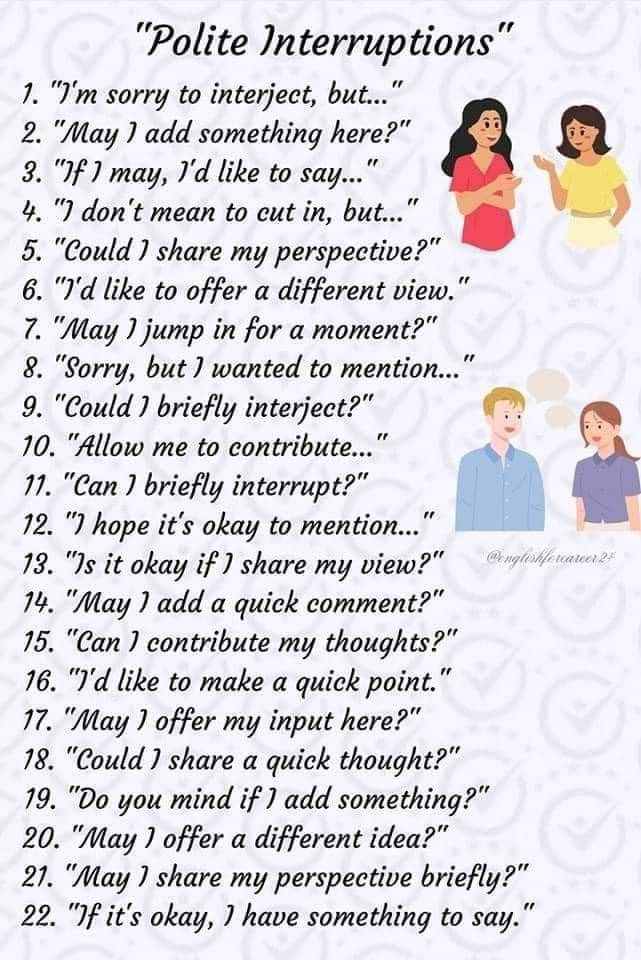 "Polite Interruptions"
1. "I'm sorry to interject, but..."
2. "May I add something here?"
3. "If I may, I'd like to say..."
4. "I don't mean to cut in, but..."
5. "Could I share my perspective?"
6. "I'd like to offer a different view."
7. "May I jump in for a moment?"
8. "Sorry, but I wanted to mention..."
9. "Could I briefly interject?"
10. "Allow me to contribute..."
11. "Can I briefly interrupt?"
12. "I hope it's okay to mention..."
13. "Is it okay if I share my view?"
14. "May I add a quick comment?"
15. "Can I contribute my thoughts?"
16. "I'd like to make a quick point."
17. "May I offer my input here?"
18. "Could I share a quick thought?"
19. "Do you mind if I add something?"
20. "May I offer a different idea?"
21. "May I share my perspective briefly?"
22. "If it's okay, I have something to say."